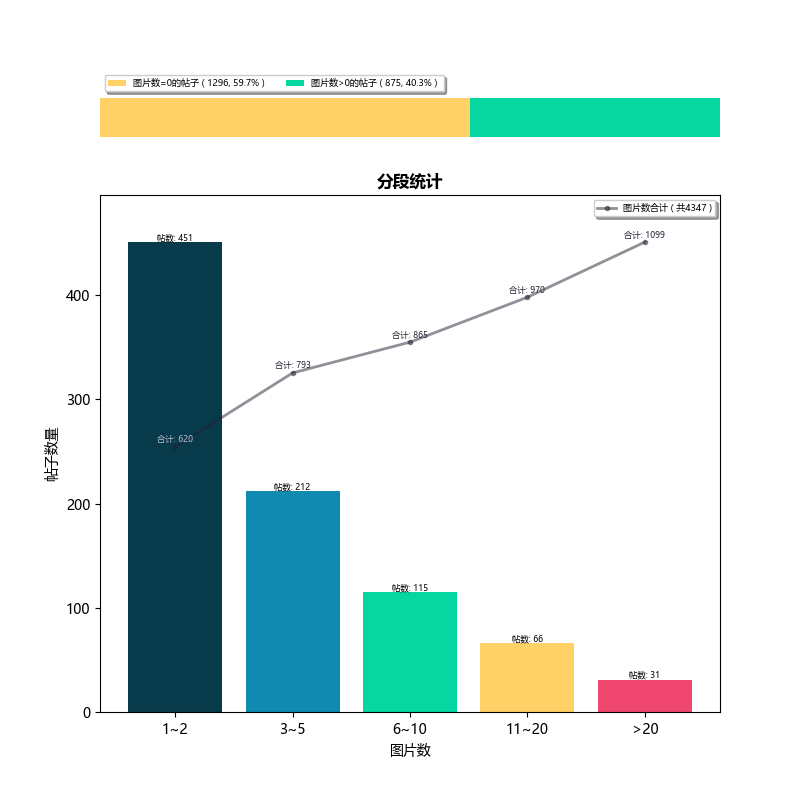 图片数=0的帖子 ( 1296, 59.7% )
图片数>0的帖子 ( 875, 40.3% )
分段统计
图片数合计 ( 共4347 )
合计: 1099
帖数: 451
合计: 970
400
合计: 865
合计: 793
300
合计: 620
帖子数量
帖数: 212
200
帖数: 115
100
帖数: 66
帖数: 31
0
1~2
3~5
6~10
11~20
>20
图片数